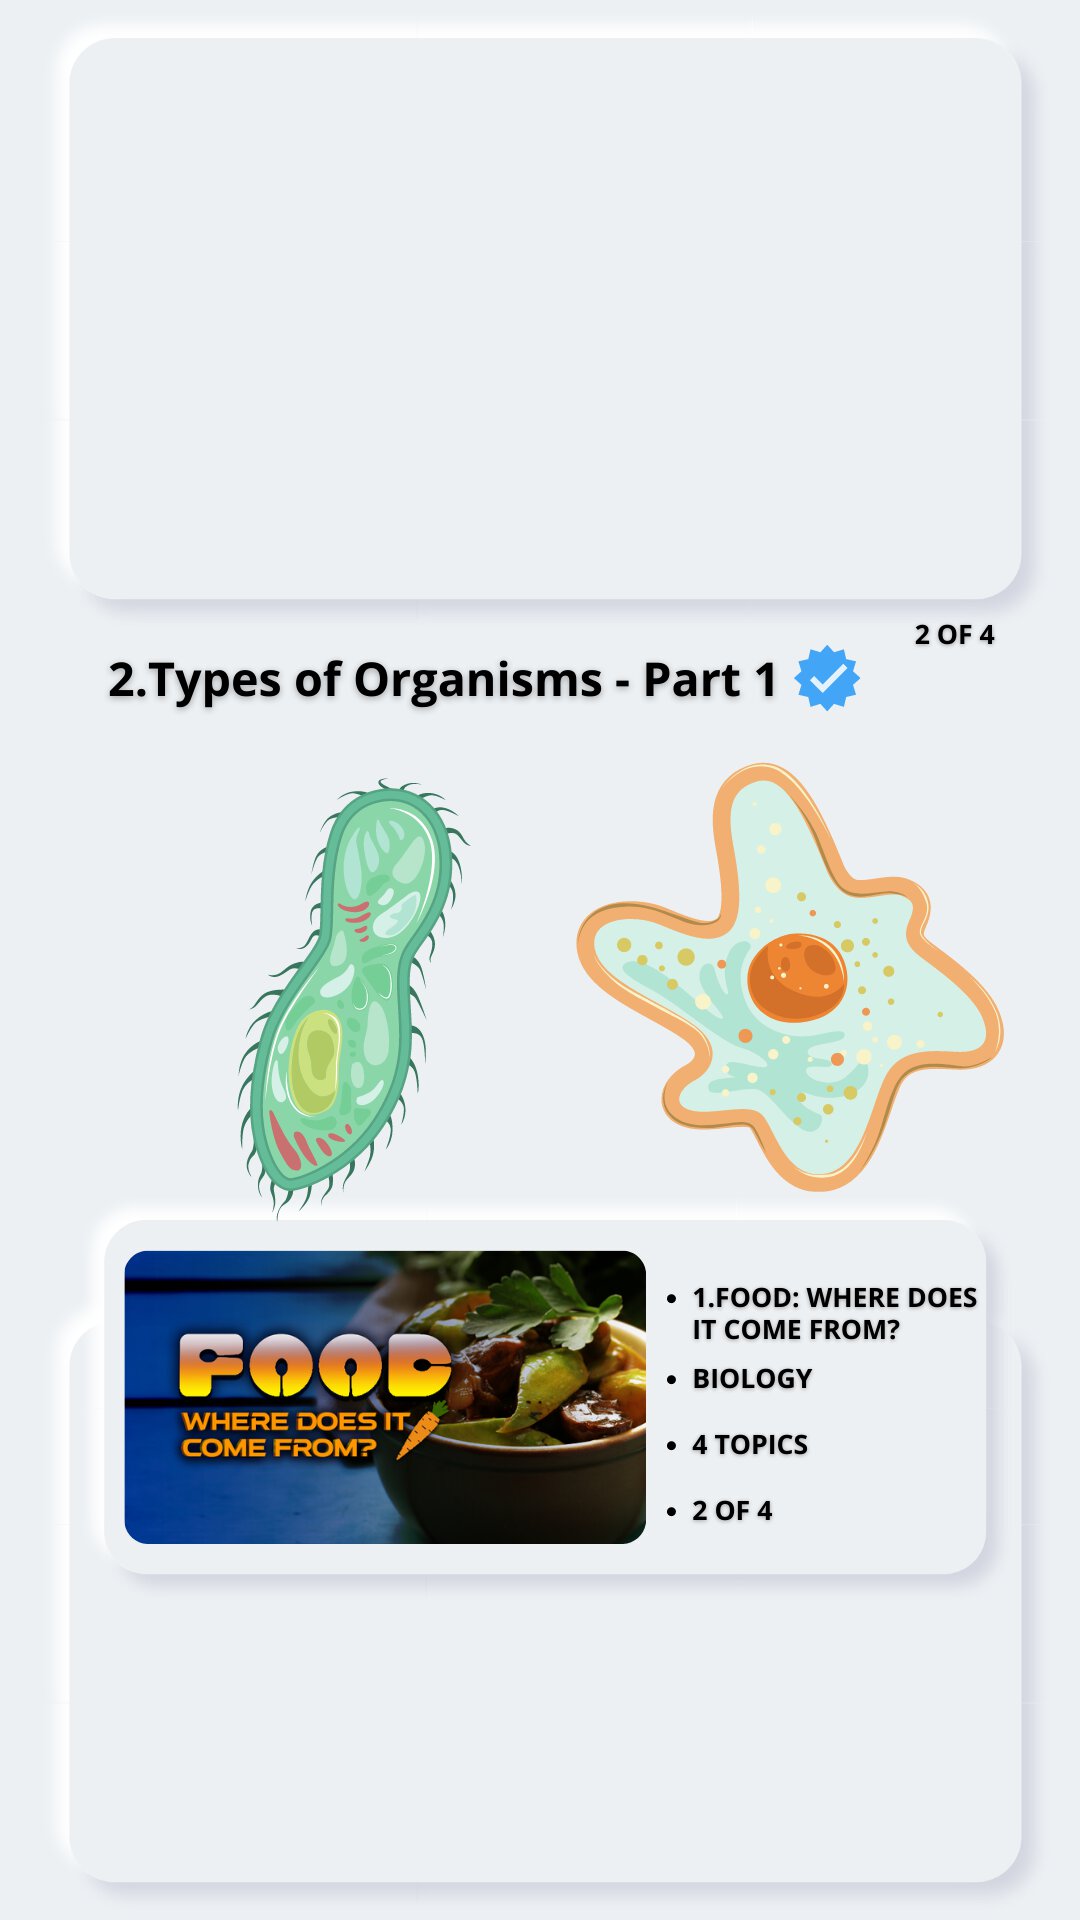 2 OF 4
2.Types of Organisms - Part 1
FOOD
WHERE DOES IT
COME FROM?
1.FOOD: WHERE DOES
IT COME FROM?
BIOLOGY
4 TOPICS
2 OF 4